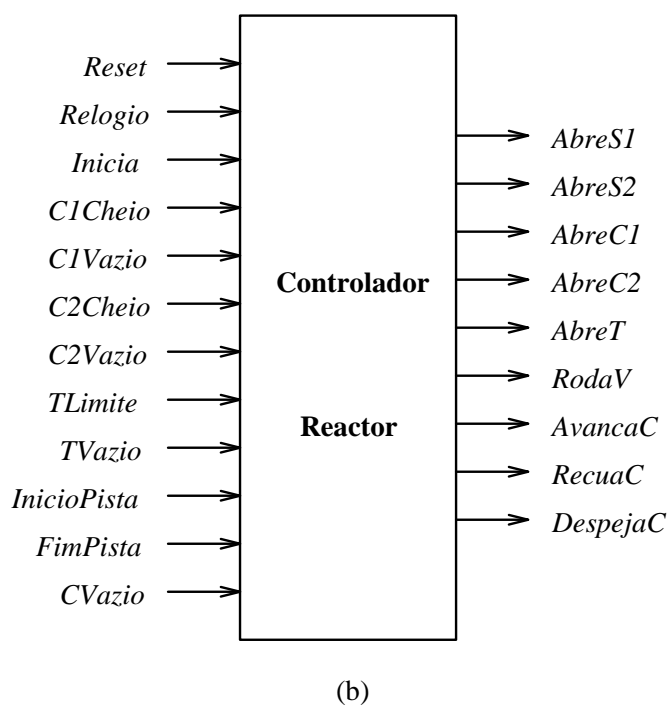 Reset
Relogio
Inicia
C1Cheio
C1Vazio
C2Cheio
C2Vazio
TLimite
TVazio
InicioPista
FimPista
CVazio
Controlador
Reactor
AbreS1
AbreS2
AbreC1
AbreC2
AbreT
RodaV
AvancaC
RecuaC
DespejaC
(b)